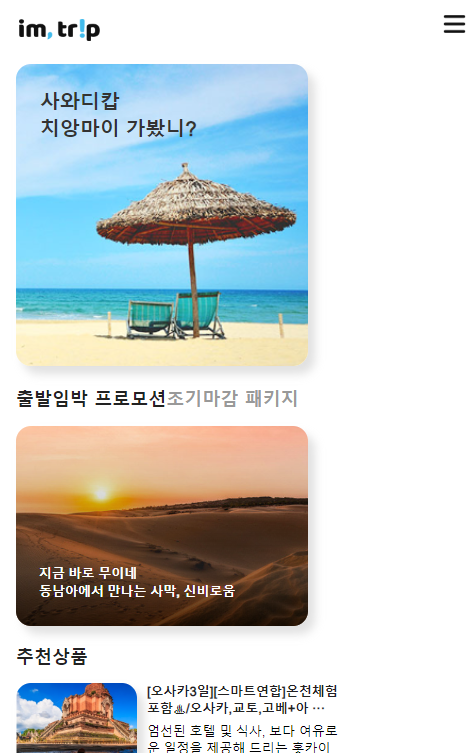 im, tr!p
사와디캅
치앙마이 가봤니?
출발임박 프로모션조기마감 패키지
지금 바로 무이네
동남아에서 만나는 사막, 신비로움
추천상품
[오사카3일][스마트연합]온천체험
포함♨/오사카,교토,고베+아 …
엄선된 호텔 및 식사, 보다 여유로
운 일정을 제공해 드리는 홋카이